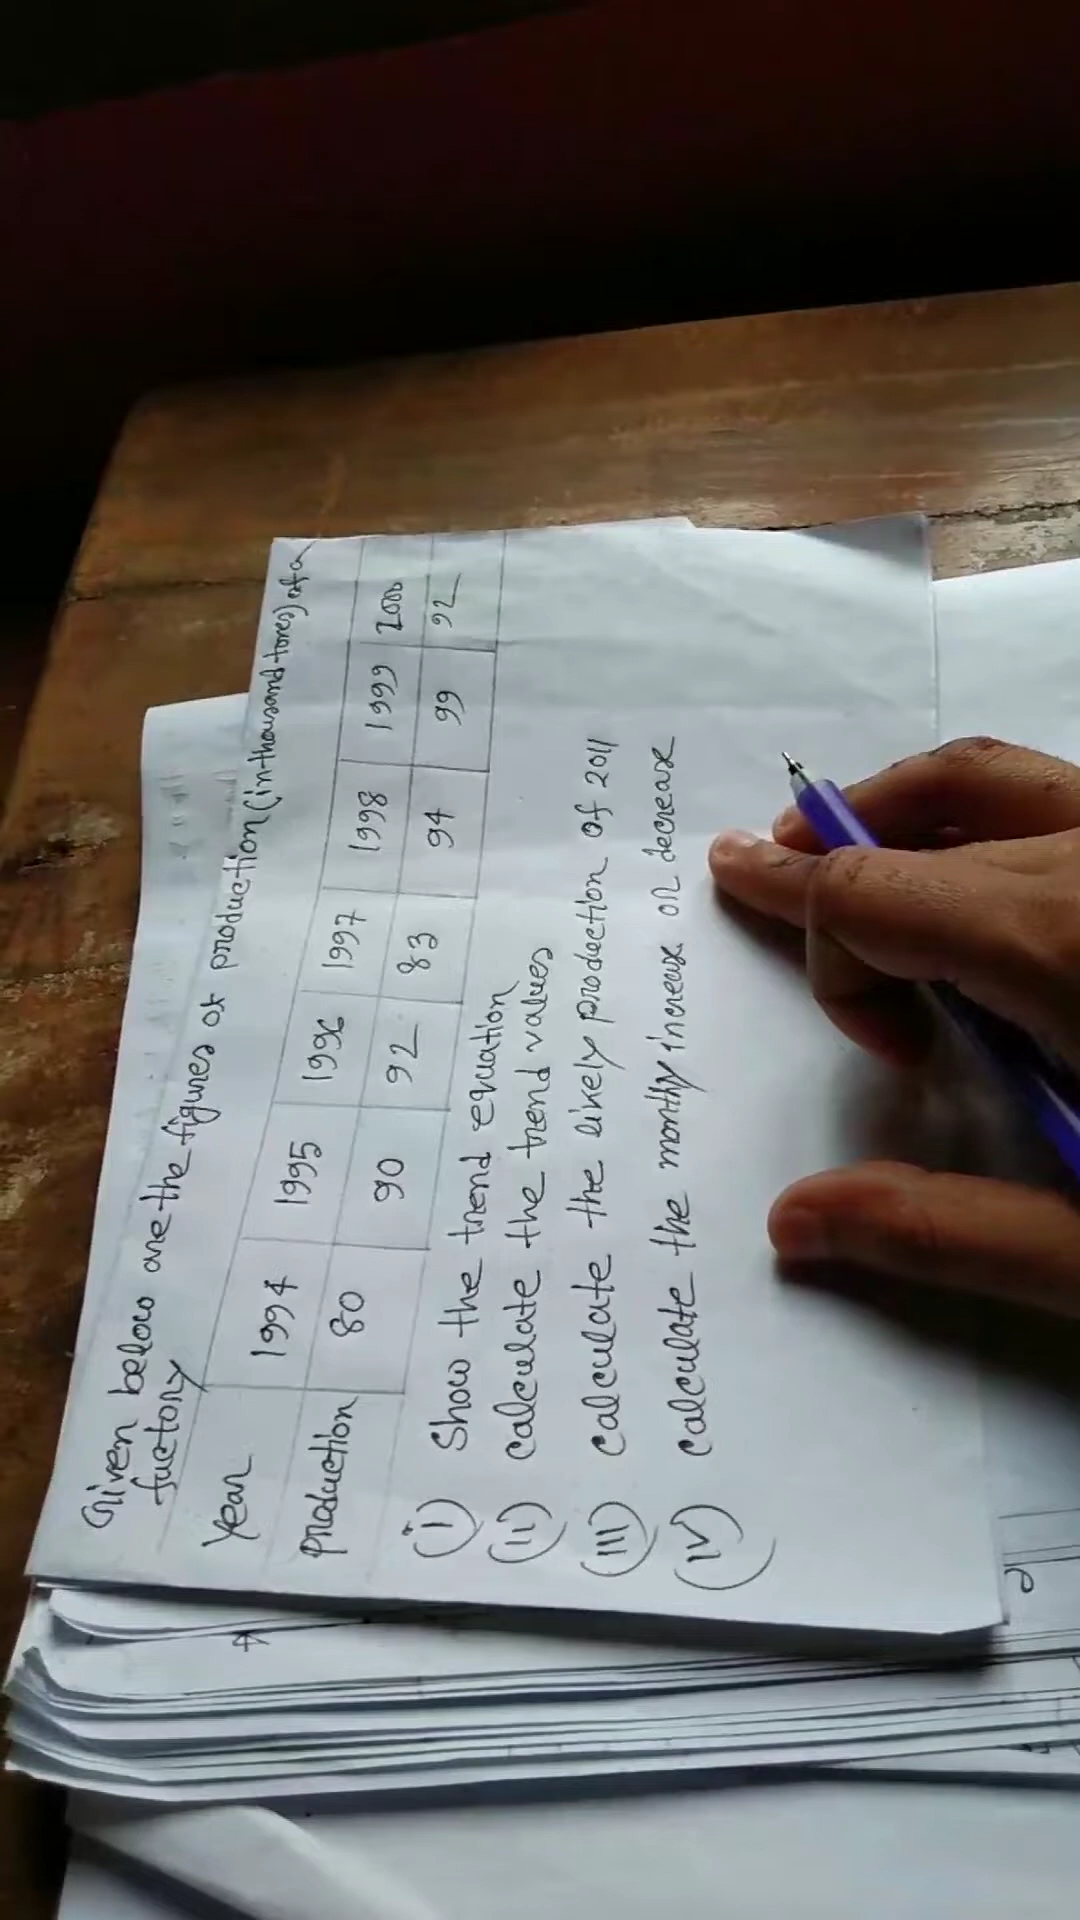 Given below are the figures of production (in thousand tones) of a
fuctory
Year 1994 1995 1996 1997 1998 1999 2000
production 80 90 92 83 94 99 92
(i) Show the trend equation
(ii) calculate the trend values
(iii) calculate the likely production of 2011
(iv) calculate the monthy increase or decrease